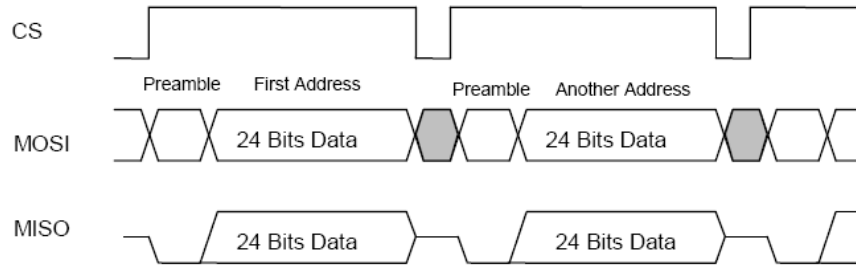 CS
Preamble First Address Preamble Another Address
MOSI 24 Bits Data 24 Bits Data
MISO 24 Bits Data 24 Bits Data